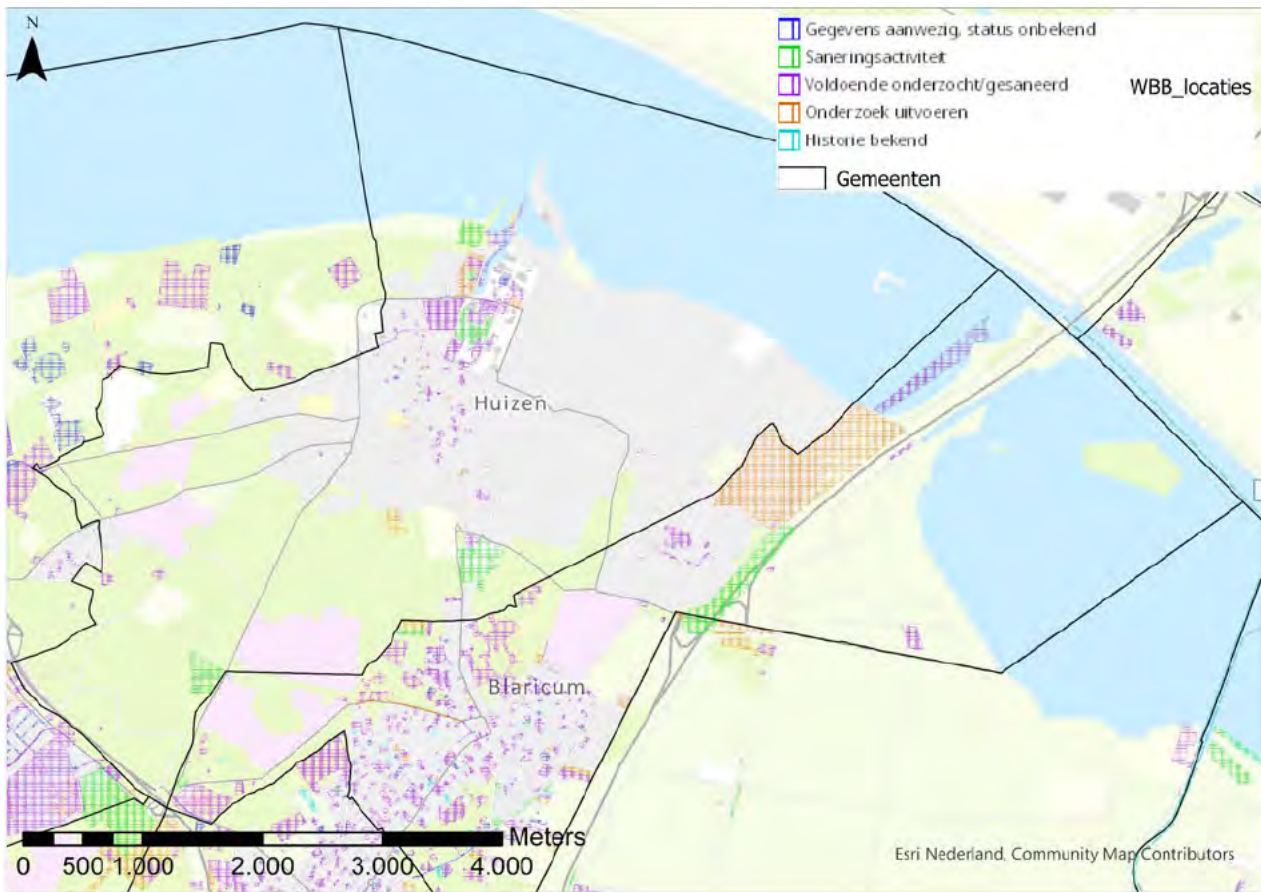 N
Gegevens aanwezig, status onbekend
Saneringsactiviteit
Voldoende onderzocht/gesaneerd
WBB_locaties
Onderzoek uitvoeren
Historie bekend
Gemeenten
Huizen
Blaricum
Meters
0 500 1.000 2.000 3.000 4.000
Esri Nederland, Community Map Contributors